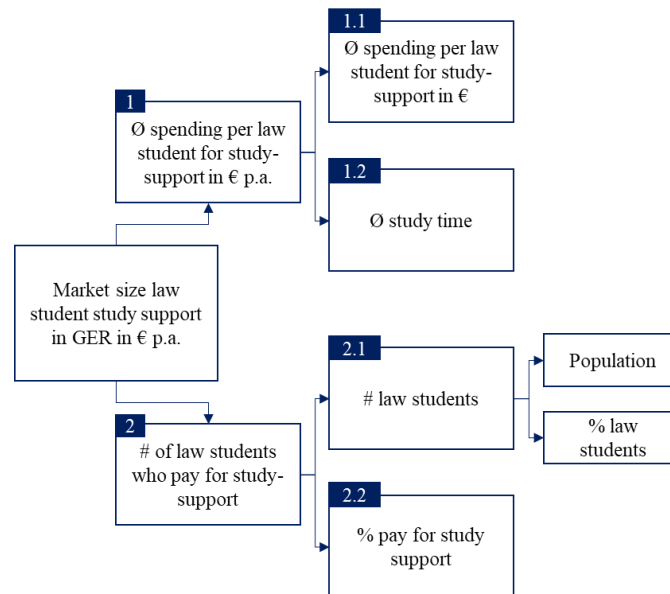 1.1
Ø spending per law
student for study-
support in €
1
Ø spending per law
student for study-
support in € p.a.
1.2
Ø study time
Market size law
student study support
in GER in € p.a.
2.1
# law students
Population
% law
students
2
# of law students
who pay for study-
support
2.2
% pay for study
support